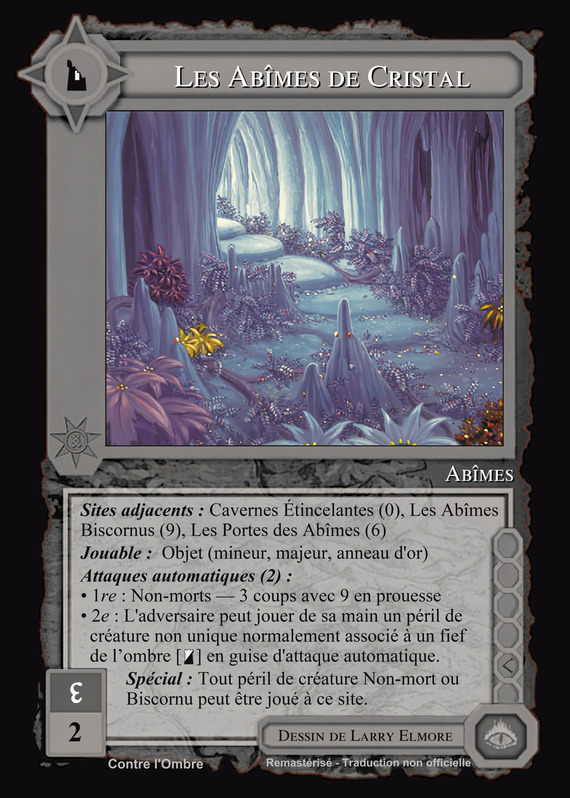 Les Abîmes de Cristal
Abîmes
Sites adjacents : Cavernes Étincelantes (0), Les Abîmes
Biscornus (9), Les Portes des Abîmes (6)
Jouable : Objet (mineur, majeur, anneau d'or)
Attaques automatiques (2) :
• 1re : Non-morts — 3 coups avec 9 en prouesse
• 2e : L'adversaire peut jouer de sa main un péril de
créature non unique normalement associé à un fief
de l'ombre [] en guise d'attaque automatique.
Spécial : Tout péril de créature Non-mort ou
Biscornu peut être joué à ce site.
2
Dessin de Larry Elmore
Contre l'Ombre
Remastérisé - Traduction non officielle